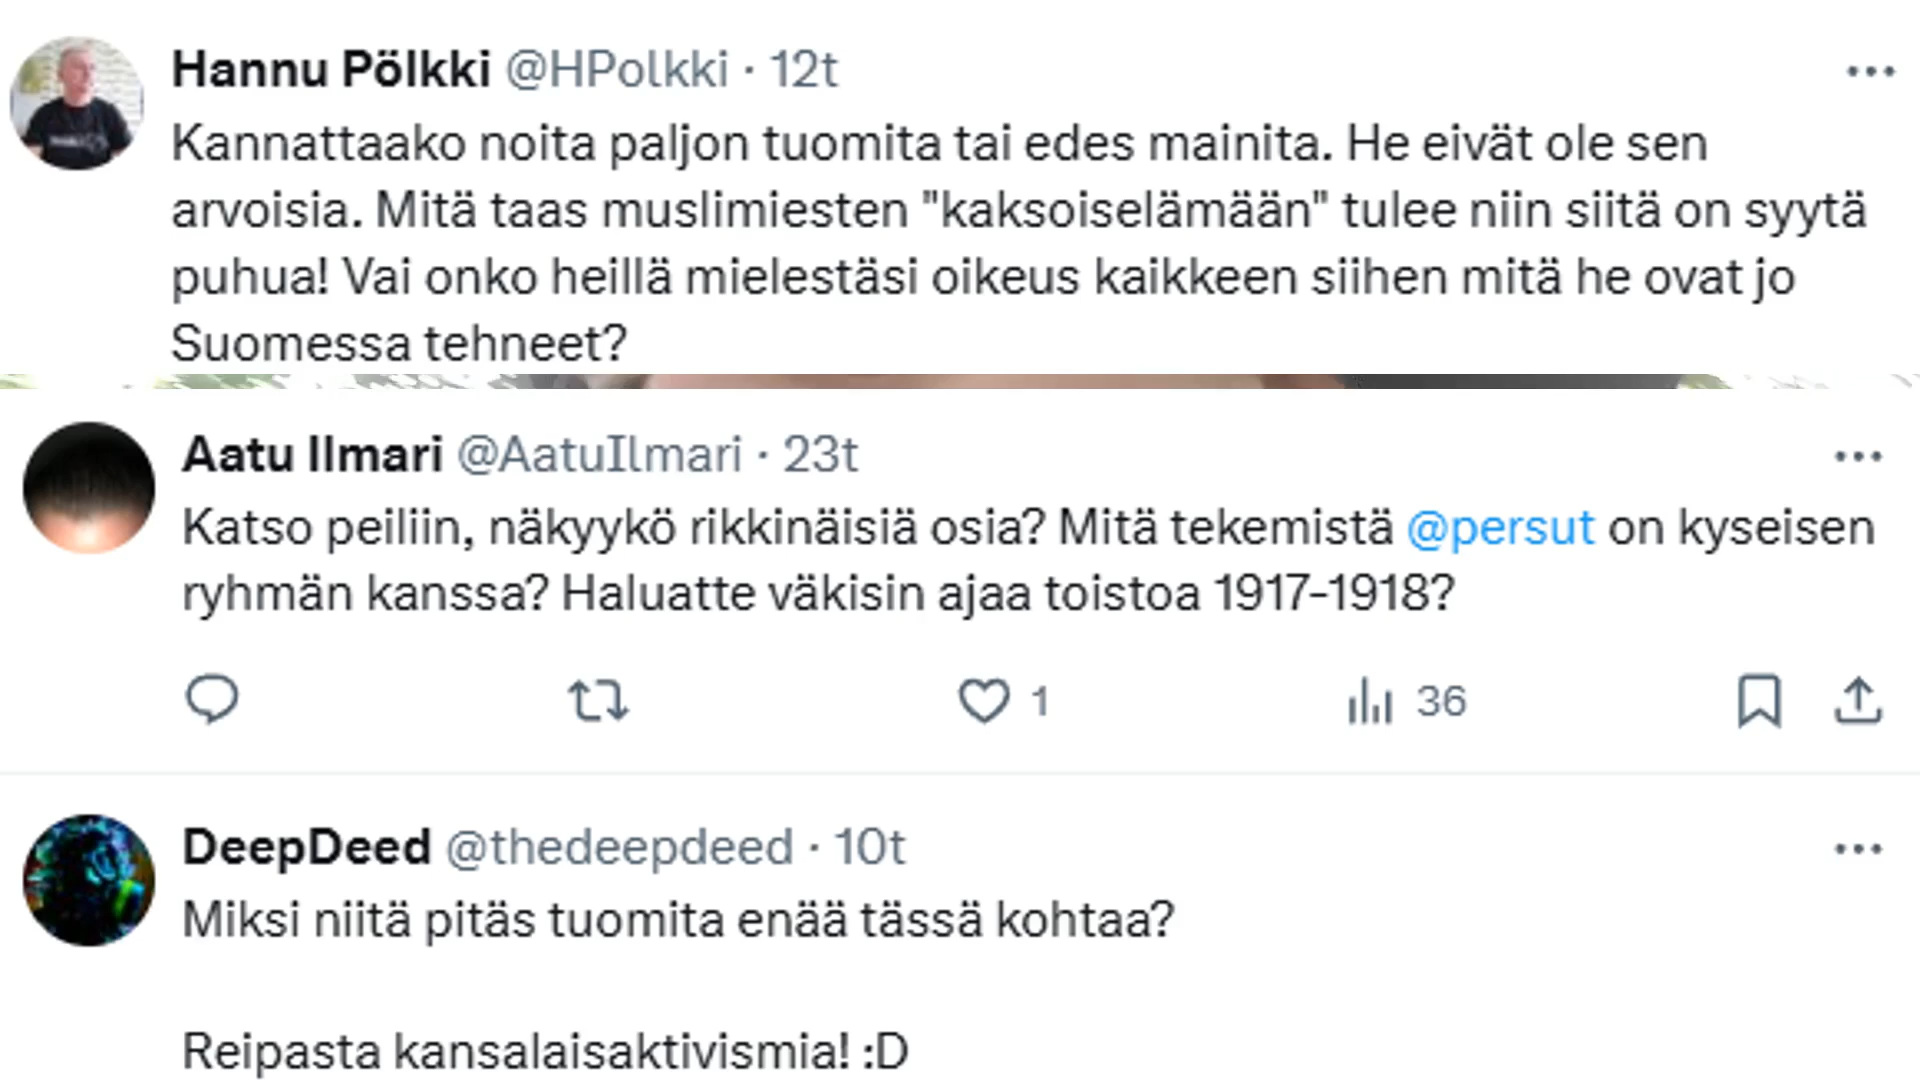 Hannu Pölkki @HPolkki · 12t
Kannattaako noita paljon tuomita tai edes mainita. He eivät ole sen
arvoisia. Mitä taas muslimiesten "kaksoiselämään" tulee niin siitä on syytä
puhua! Vai onko heillä mielestäsi oikeus kaikkeen siihen mitä he ovat jo
Suomessa tehneet?
Aatu Ilmari @AatuIlmari · 23t
Katso peiliin, näkyykö rikkinäisiä osia? Mitä tekemistä @persut on kyseisen
ryhmän kanssa? Haluatte väkisin ajaa toistoa 1917-1918?
1 36
DeepDeed @thedeepdeed · 10t
Miksi niitä pitäs tuomita enää tässä kohtaa?
Reipasta kansalaisaktivismia! :D